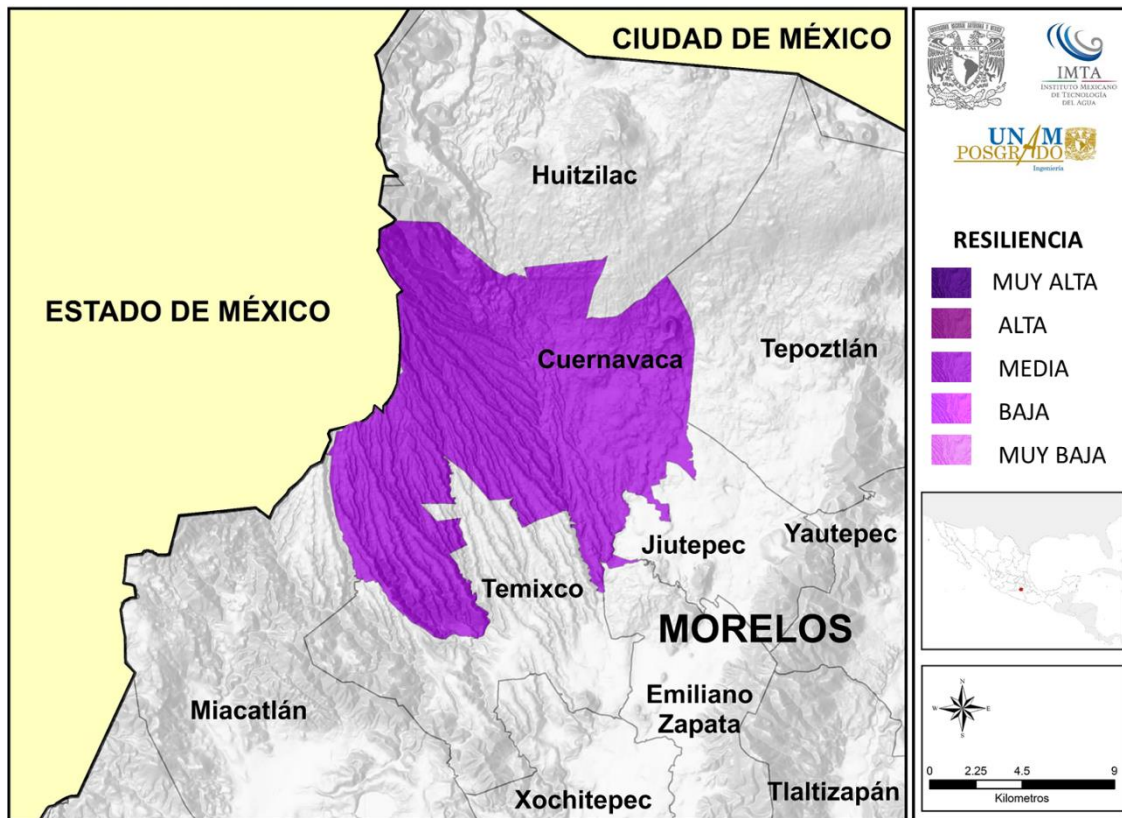 CIUDAD DE MÉXICO
Huitzilac
ESTADO DE MÉXICO
Cuernavaca
Tepoztlán
Jiutepec
Yautepec
Temixco
MORELOS
Miacatlán
Emiliano
Zapata
Xochitepec
Tlaltizapán
IMTA
INSTITUTO MEXICANO
DE TECNOLOGÍA
DEL AGUA
UNAM
POSGRADO
Ingeniería
RESILIENCIA
MUY ALTA
ALTA
MEDIA
BAJA
MUY BAJA
N
W E
S
0 2.25 4.5 9
Kilometros